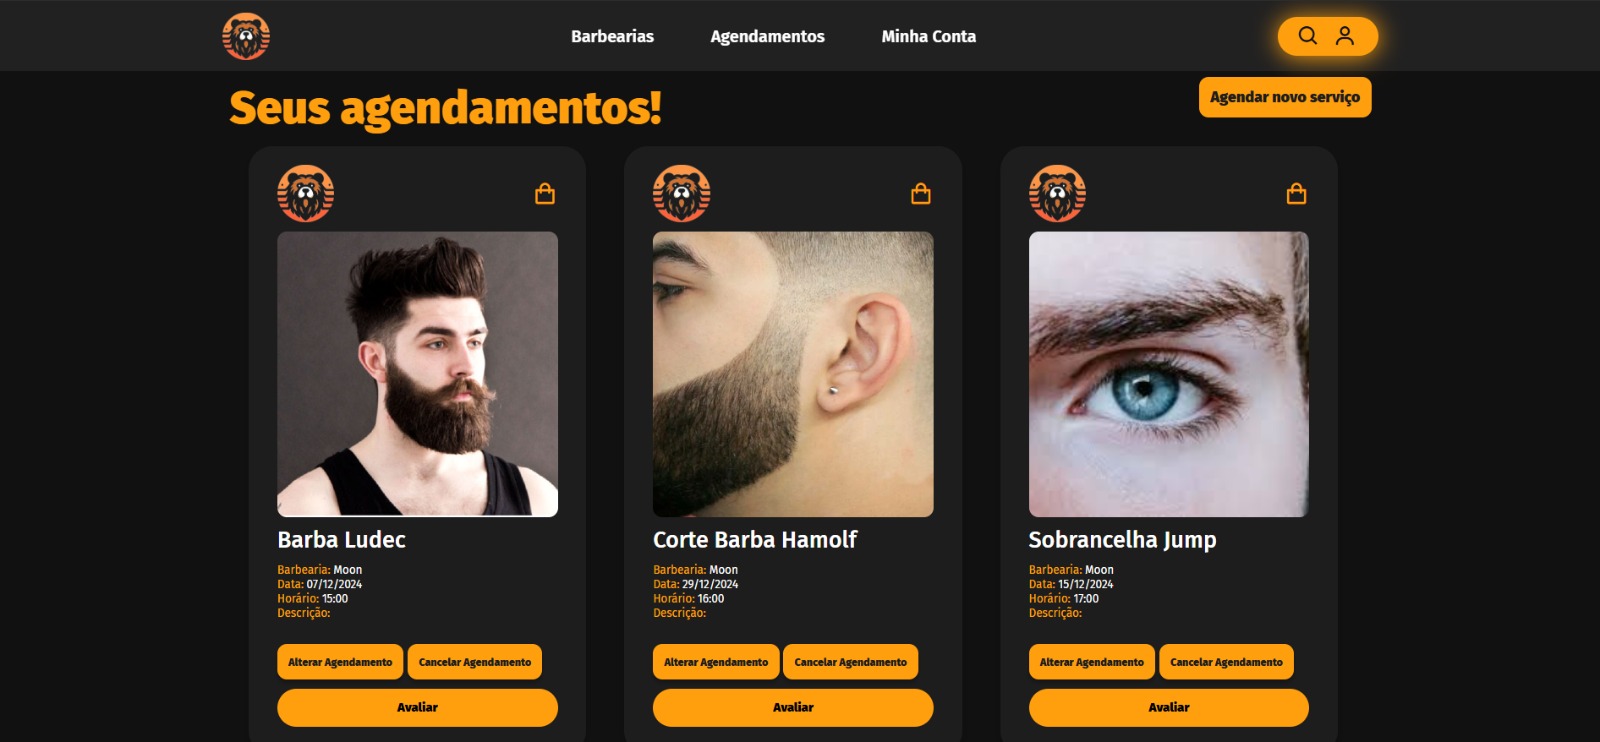 Barbearias Agendamentos Minha Conta
Seus agendamentos!
Agendar novo serviço
Barba Ludec
Barbearia: Moon
Data: 07/12/2024
Horário: 15:00
Descrição:
Alterar Agendamento Cancelar Agendamento
Avaliar
Corte Barba Hamolf
Barbearia: Moon
Data: 29/12/2024
Horário: 16:00
Descrição:
Alterar Agendamento Cancelar Agendamento
Avaliar
Sobrancelha Jump
Barbearia: Moon
Data: 15/12/2024
Horário: 17:00
Descrição:
Alterar Agendamento Cancelar Agendamento
Avaliar